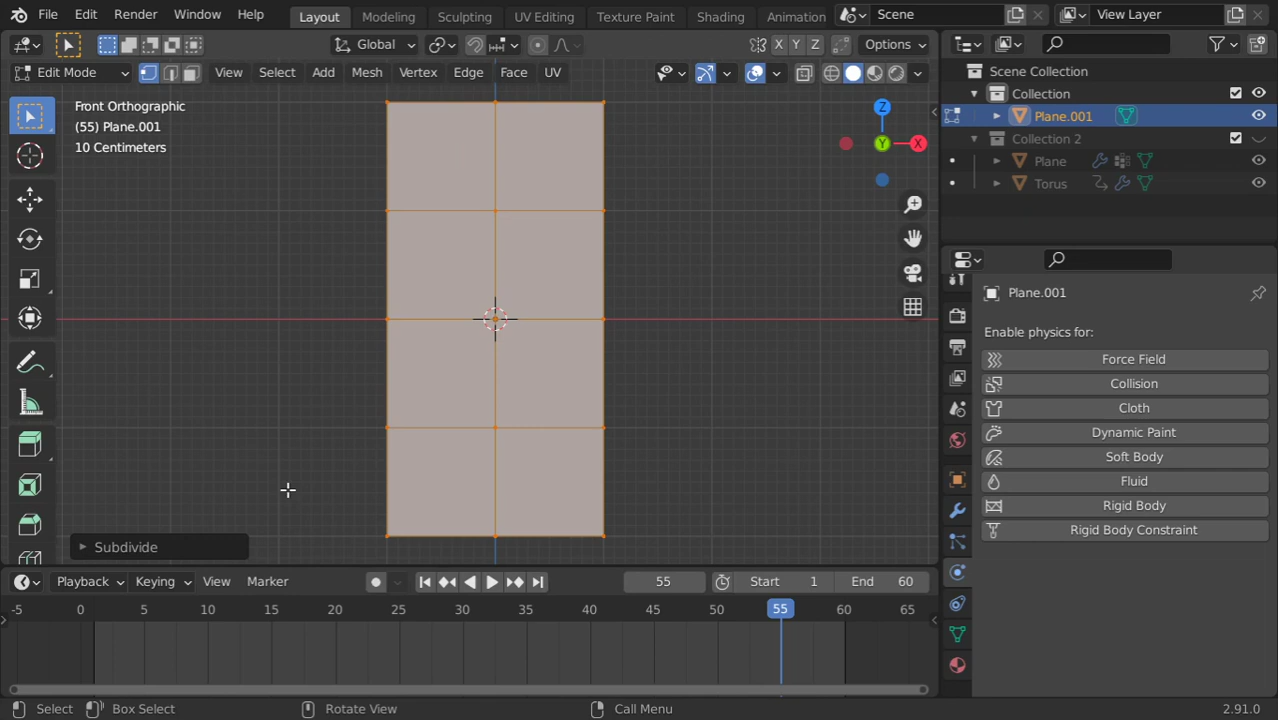 File Edit Render Window Help Layout Modeling Sculpting UV Editing Texture Paint Shading Animation Scene View Layer
Global X Y Z Options
Edit Mode View Select Add Mesh Vertex Edge Face UV
Front Orthographic
(55) Plane.001
10 Centimeters
Z
Y
X
Subdivide
Scene Collection
Collection
Plane.001
Collection 2
Plane
Torus
Plane.001
Enable physics for:
Force Field
Collision
Cloth
Dynamic Paint
Soft Body
Fluid
Rigid Body
Rigid Body Constraint
Playback Keying View Marker 55 Start 1 End 60
-5 0 5 10 15 20 25 30 35 40 45 50 55 60 65
Select Box Select Rotate View Call Menu 2.91.0